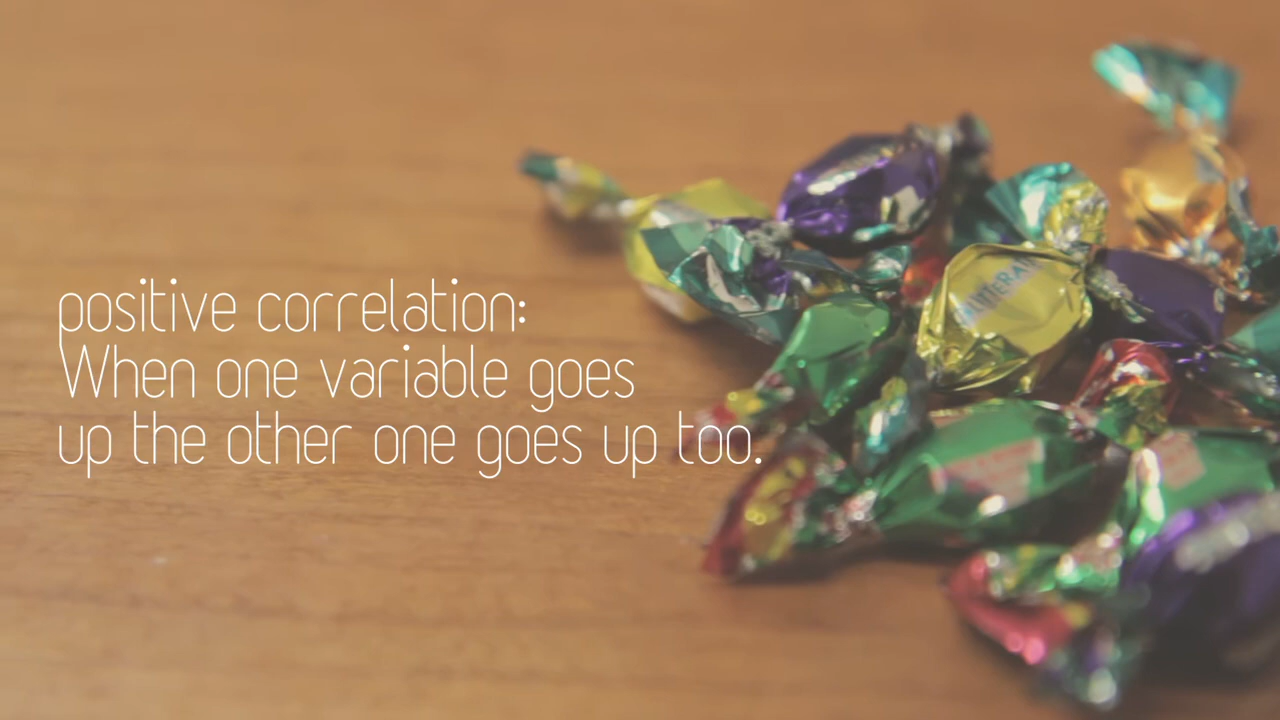 positive correlation:
When one variable goes
up the other one goes up too.